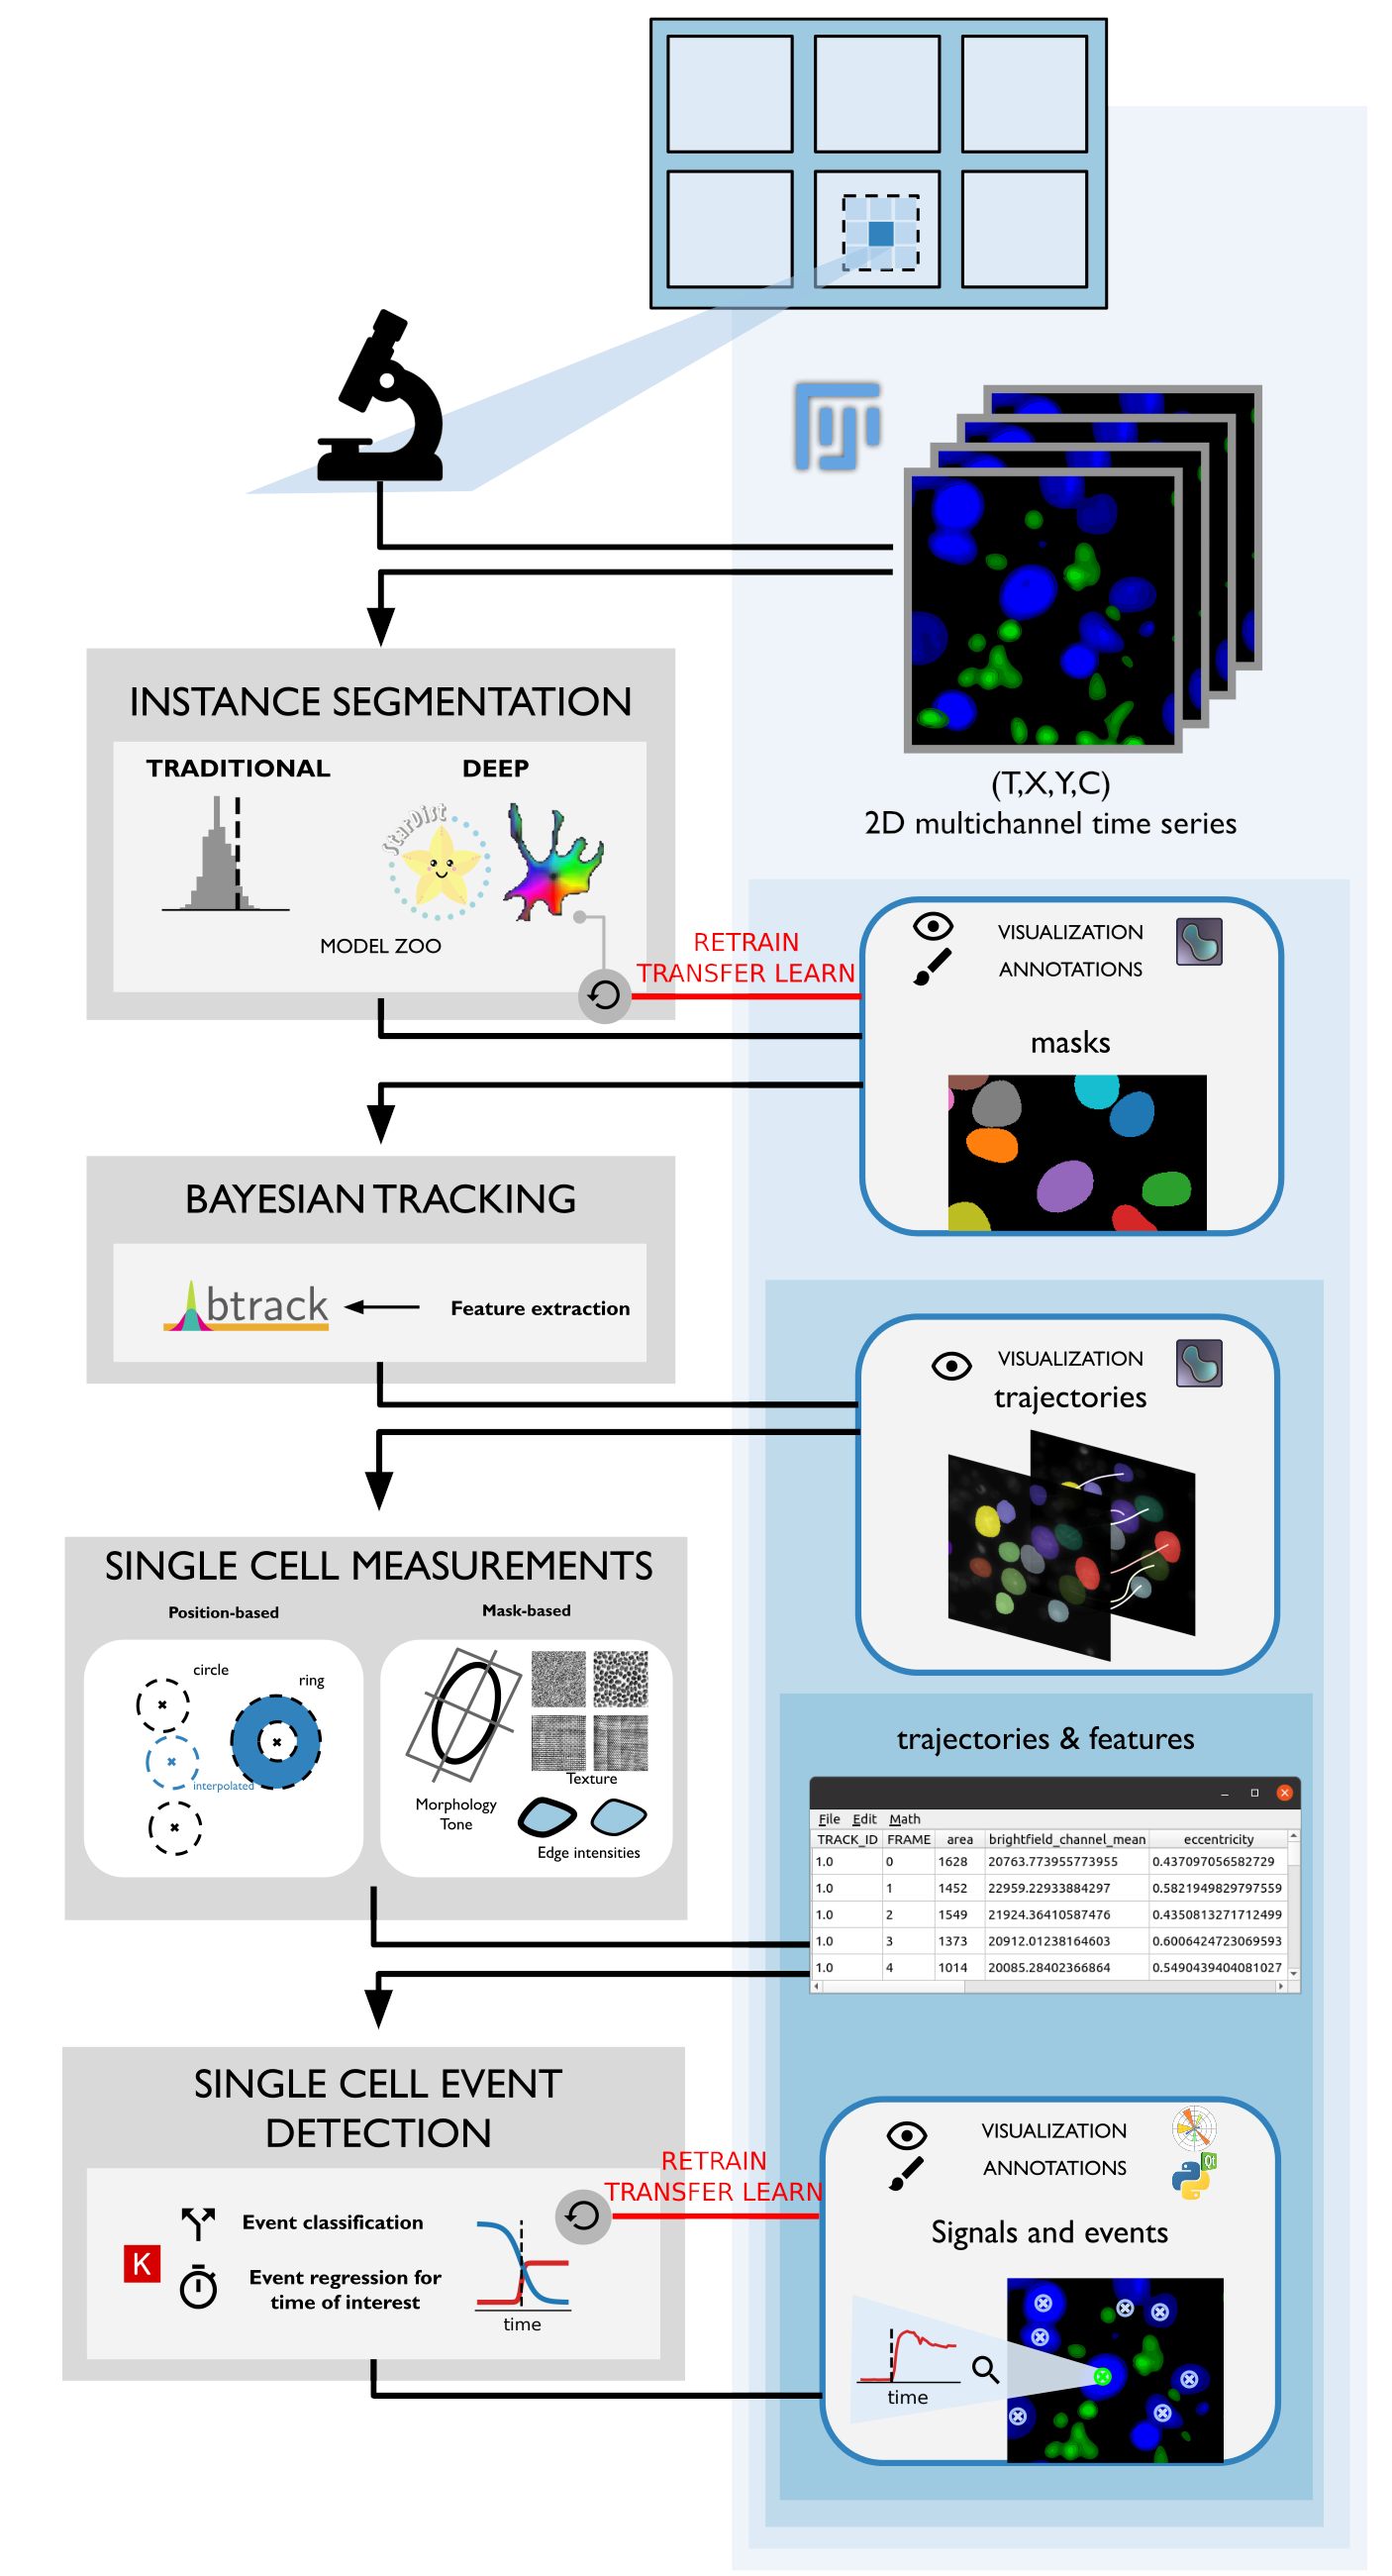 (T,X,Y,C)
2D multichannel time series
INSTANCE SEGMENTATION
TRADITIONAL
DEEP
StarDist
MODEL ZOO
RETRAIN
TRANSFER LEARN
VISUALIZATION
ANNOTATIONS
masks
BAYESIAN TRACKING
btrack
Feature extraction
VISUALIZATION
trajectories
SINGLE CELL MEASUREMENTS
Position-based
Mask-based
circle
ring
interpolated
Texture
Morphology
Tone
Edge intensities
trajectories & features
File Edit Math
TRACK_ID FRAME area brightfield_channel_mean eccentricity
1.0 0 1628 20763.773955773955 0.437097056582729
1.0 1 1452 22959.22933884297 0.5821949829797559
1.0 2 1549 21924.36410587476 0.4350813271712499
1.0 3 1373 20912.01238164603 0.6006424723069593
1.0 4 1014 20085.28402366864 0.5490439404081027
SINGLE CELL EVENT
DETECTION
RETRAIN
TRANSFER LEARN
K
Event classification
Event regression for
time of interest
time
VISUALIZATION
ANNOTATIONS
Qt
Signals and events
time